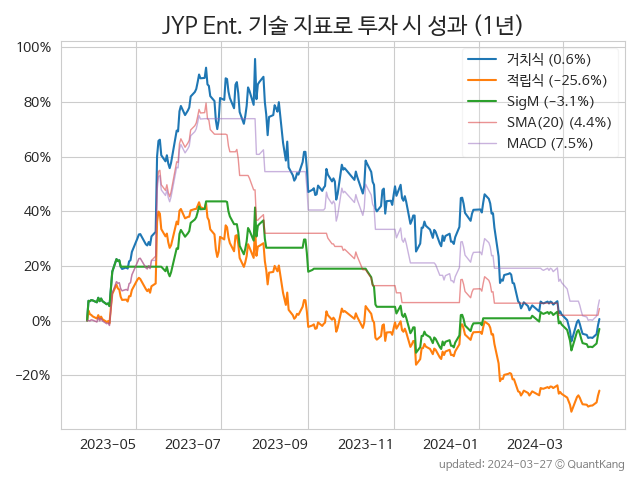 JYP Ent. 기술 지표로 투자 시 성과 (1년)
100%
80%
60%
40%
20%
0%
−20%
거치식 (0.6%)
적립식 (−25.6%)
SigM (−3.1%)
SMA(20) (4.4%)
MACD (7.5%)
2023-05
2023-07
2023-09
2023-11
2024-01
2024-03
updated: 2024-03-27 © QuantKang